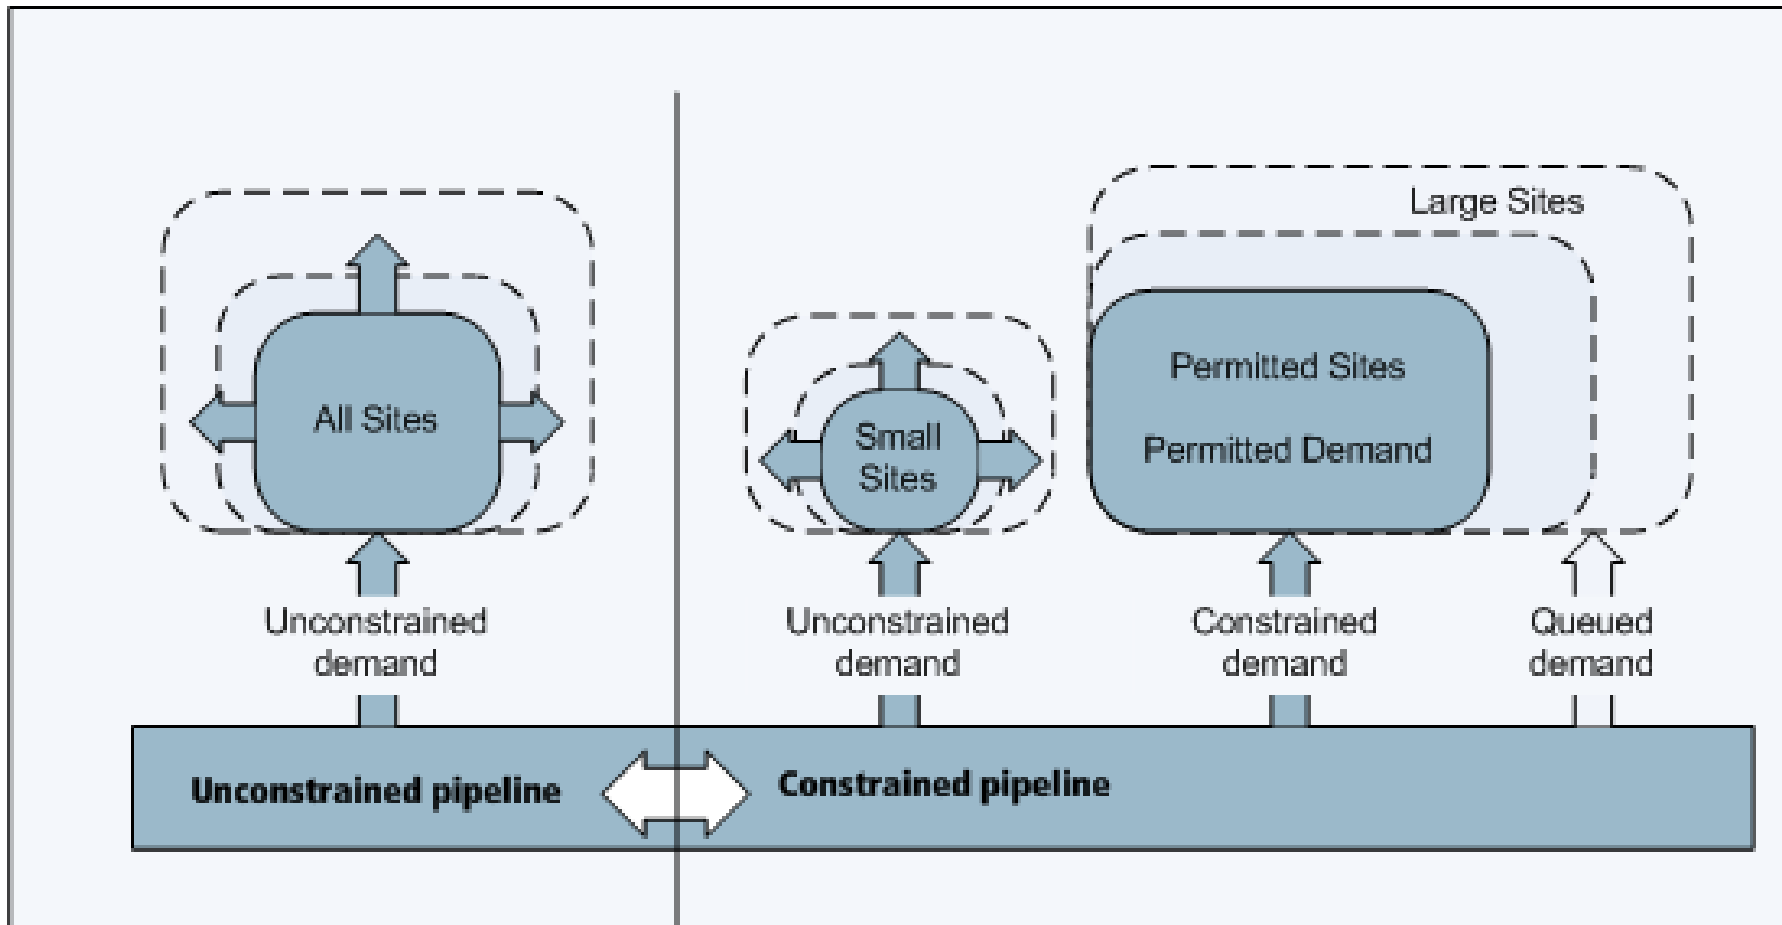 Large Sites
All Sites
Small
Sites
Permitted Sites
Permitted Demand
Unconstrained
demand
Unconstrained
demand
Constrained
demand
Queued
demand
Unconstrained pipeline
Constrained pipeline